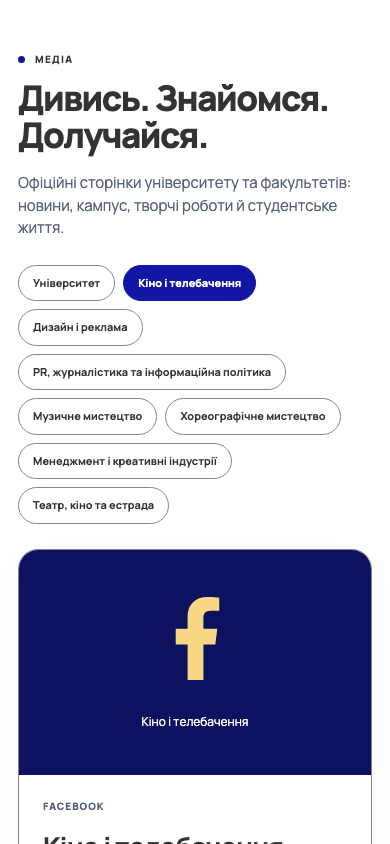 МЕДІА
Дивись. Знайомся.
Долучайся.
Офіційні сторінки університету та факультетів:
новини, кампус, творчі роботи й студентське
життя.
Університет
Кіно і телебачення
Дизайн і реклама
PR, журналістика та інформаційна політика
Музичне мистецтво
Хореографічне мистецтво
Менеджмент і креативні індустрії
Театр, кіно та естрада
Кіно і телебачення
FACEBOOK
Кіно і телебачення